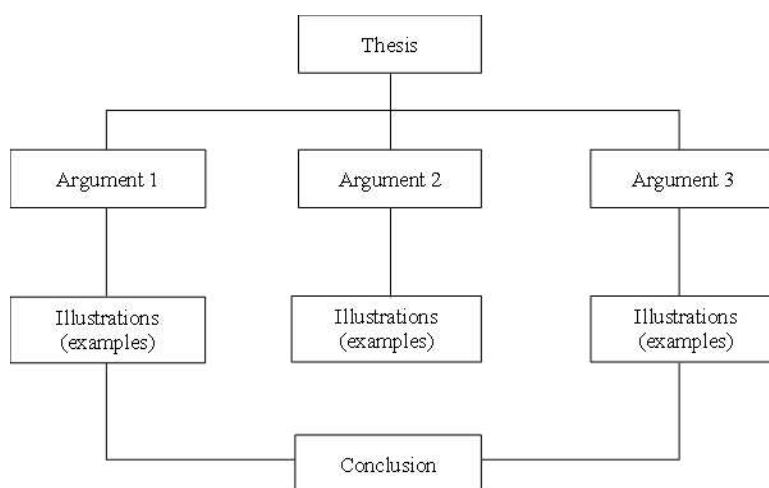 Thesis
Argument 1
Argument 2
Argument 3
Illustrations
(examples)
Illustrations
(examples)
Illustrations
(examples)
Conclusion